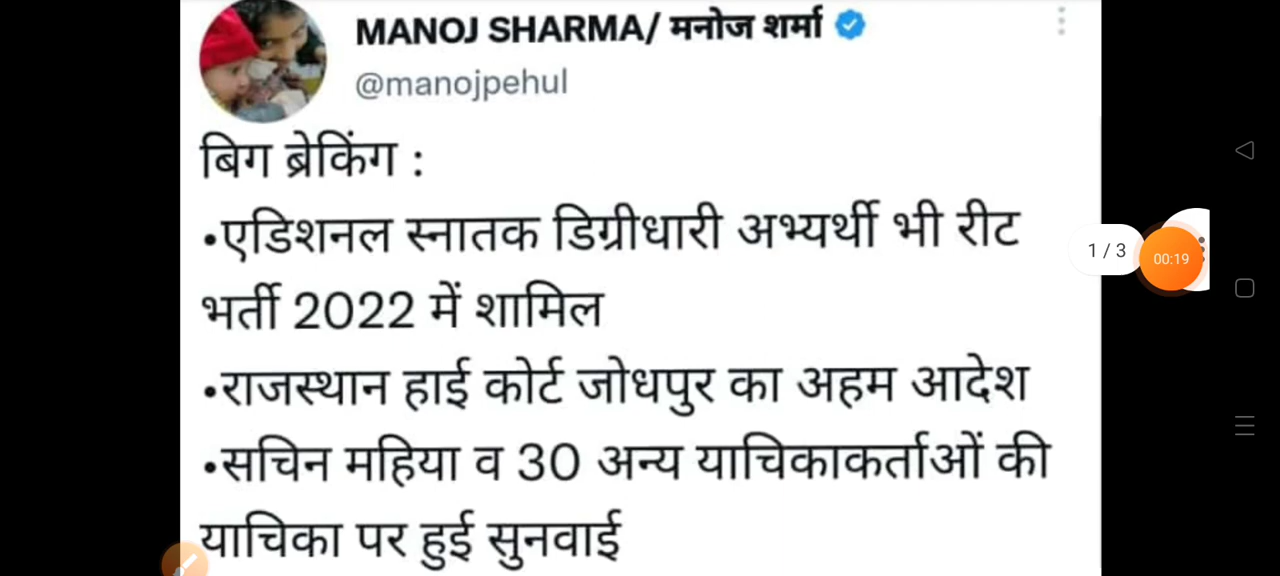 MANOJ SHARMA/ मनोज शर्मा
@manojpehul
बिग ब्रेकिंग :
•एडिशनल स्नातक डिग्रीधारी अभ्यर्थी भी रीट
भर्ती 2022 में शामिल
•राजस्थान हाई कोर्ट जोधपुर का अहम आदेश
•सचिन महिया व 30 अन्य याचिकाकर्ताओं की
याचिका पर हुई सुनवाई
1 / 3
00:19